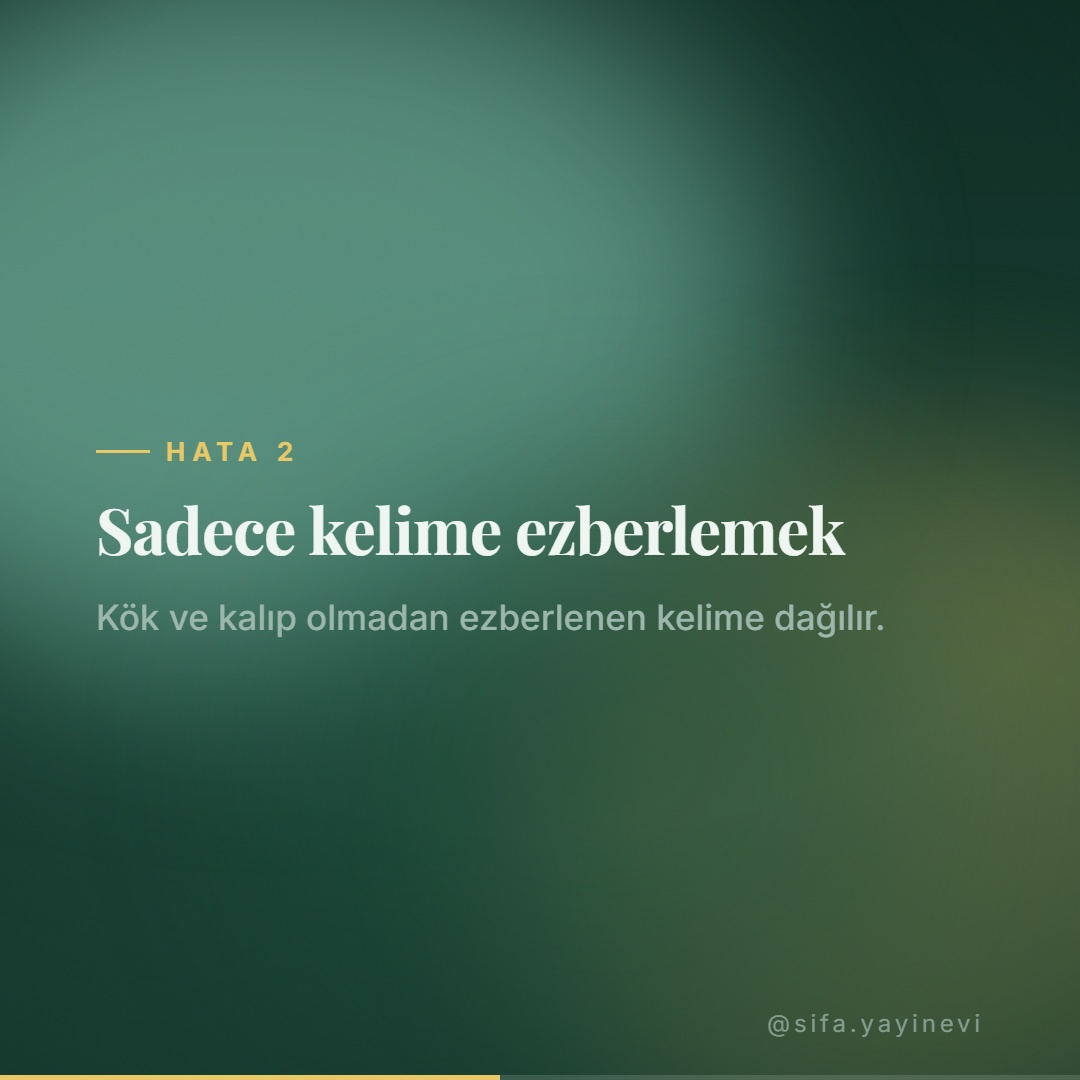 HATA 2
Sadece kelime ezberlemek
Kök ve kalıp olmadan ezberlenen kelime dağılır.
@sifa.yayinevi